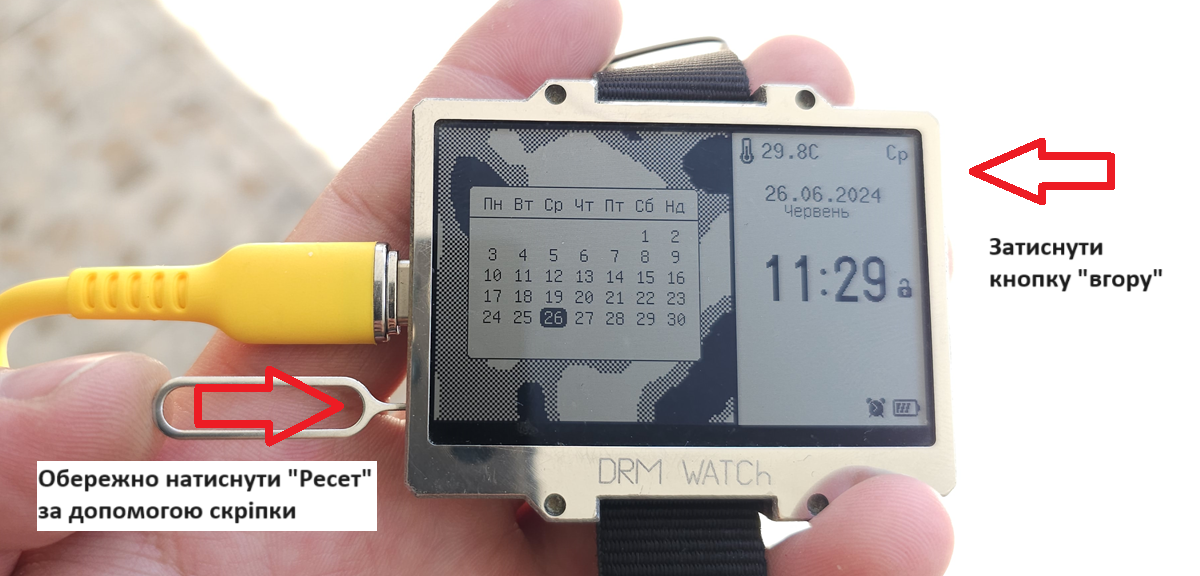 29.8C Ср
26.06.2024
Червень
11:29
Пн Вт Ср Чт Пт Сб Нд
1 2
3 4 5 6 7 8 9
10 11 12 13 14 15 16
17 18 19 20 21 22 23
24 25 26 27 28 29 30
DRM WATCh
Затиснути
кнопку "вгору"
Обережно натиснути "Ресет"
за допомогою скріпки